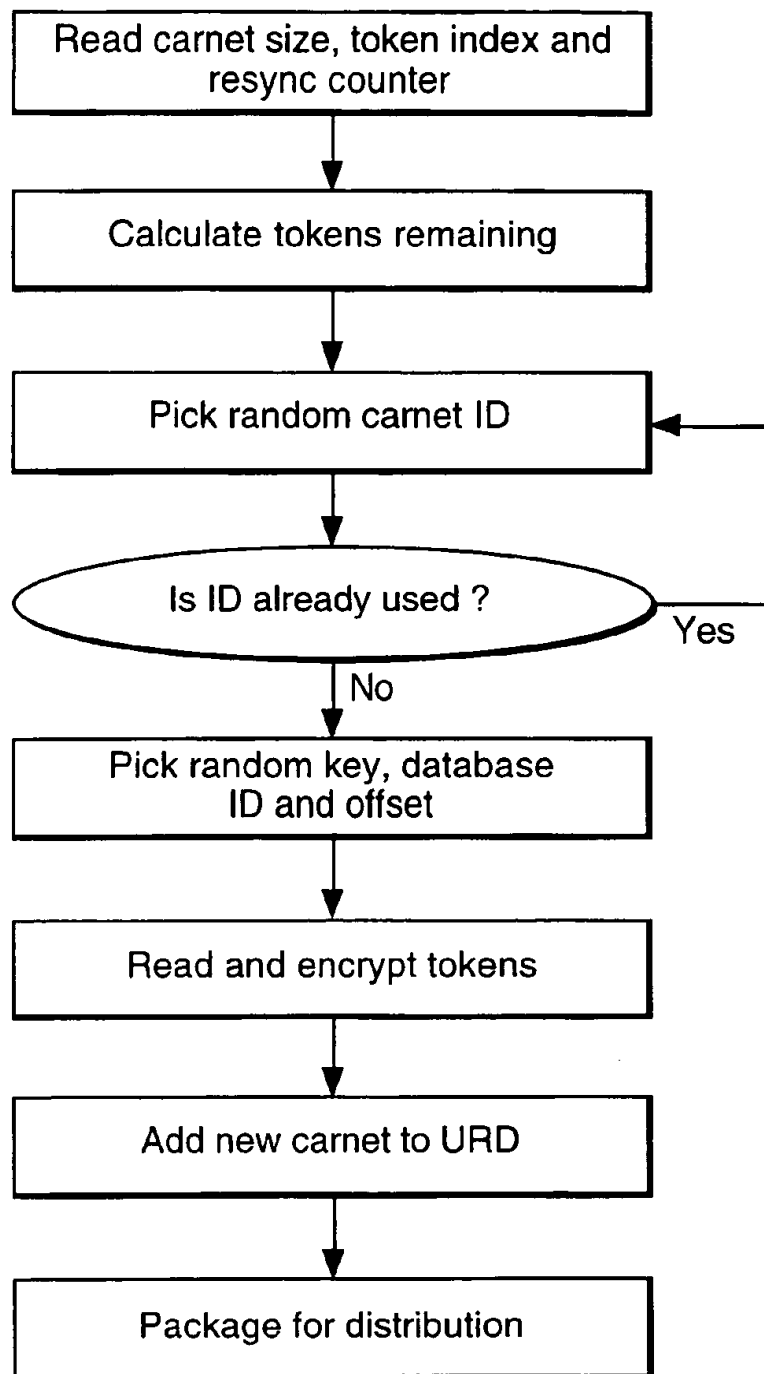 Read carnet size, token index and
resync counter
Calculate tokens remaining
Pick random carnet ID
Is ID already used ?
Yes
No
Pick random key, database
ID and offset
Read and encrypt tokens
Add new carnet to URD
Package for distribution